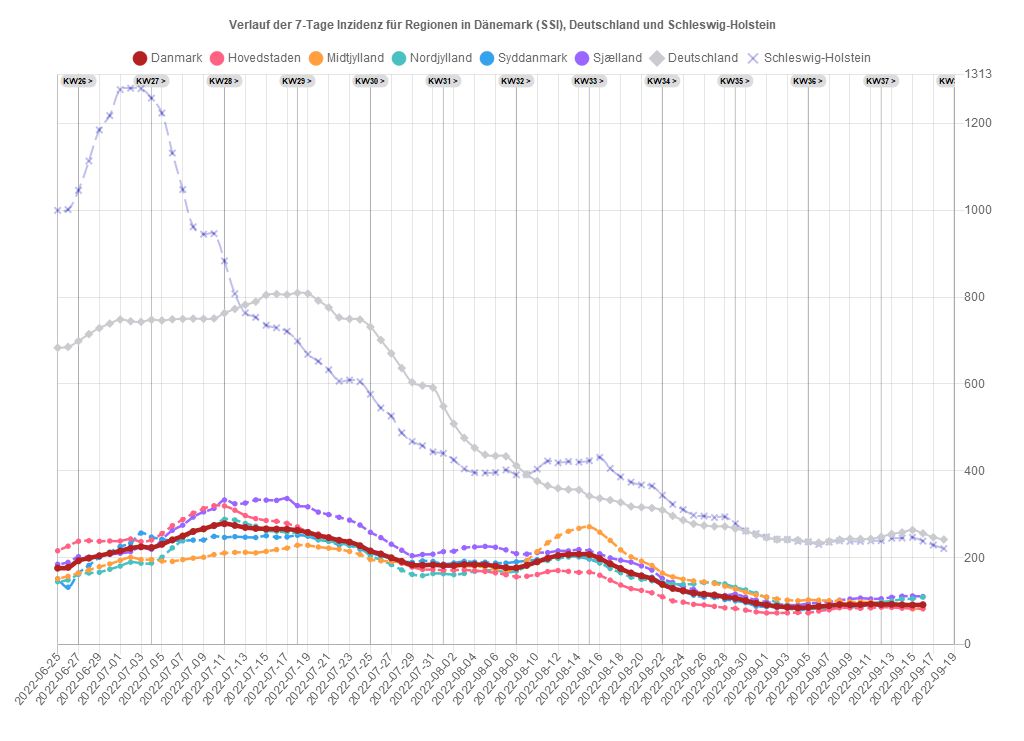 Verlauf der 7-Tage Inzidenz für Regionen in Dänemark (SSI), Deutschland und Schleswig-Holstein
Danmark Hovedstaden Midtjylland Nordjylland Syddanmark Sjælland Deutschland Schleswig-Holstein
KW26 > KW27 > KW28 > KW29 > KW30 > KW31 > KW32 > KW33 > KW34 > KW35 > KW36 > KW37 >
1313
1200
1000
800
600
400
200
0
2022-06-25 2022-06-27 2022-06-29 2022-07-01 2022-07-03 2022-07-05 2022-07-07 2022-07-09 2022-07-11 2022-07-13 2022-07-15 2022-07-17 2022-07-19 2022-07-21 2022-07-23 2022-07-25 2022-07-27 2022-07-29 2022-07-31 2022-08-02 2022-08-04 2022-08-06 2022-08-08 2022-08-10 2022-08-12 2022-08-14 2022-08-16 2022-08-18 2022-08-20 2022-08-22 2022-08-24 2022-08-26 2022-08-28 2022-08-30 2022-09-01 2022-09-03 2022-09-05 2022-09-07 2022-09-09 2022-09-11 2022-09-13 2022-09-15 2022-09-17 2022-09-19